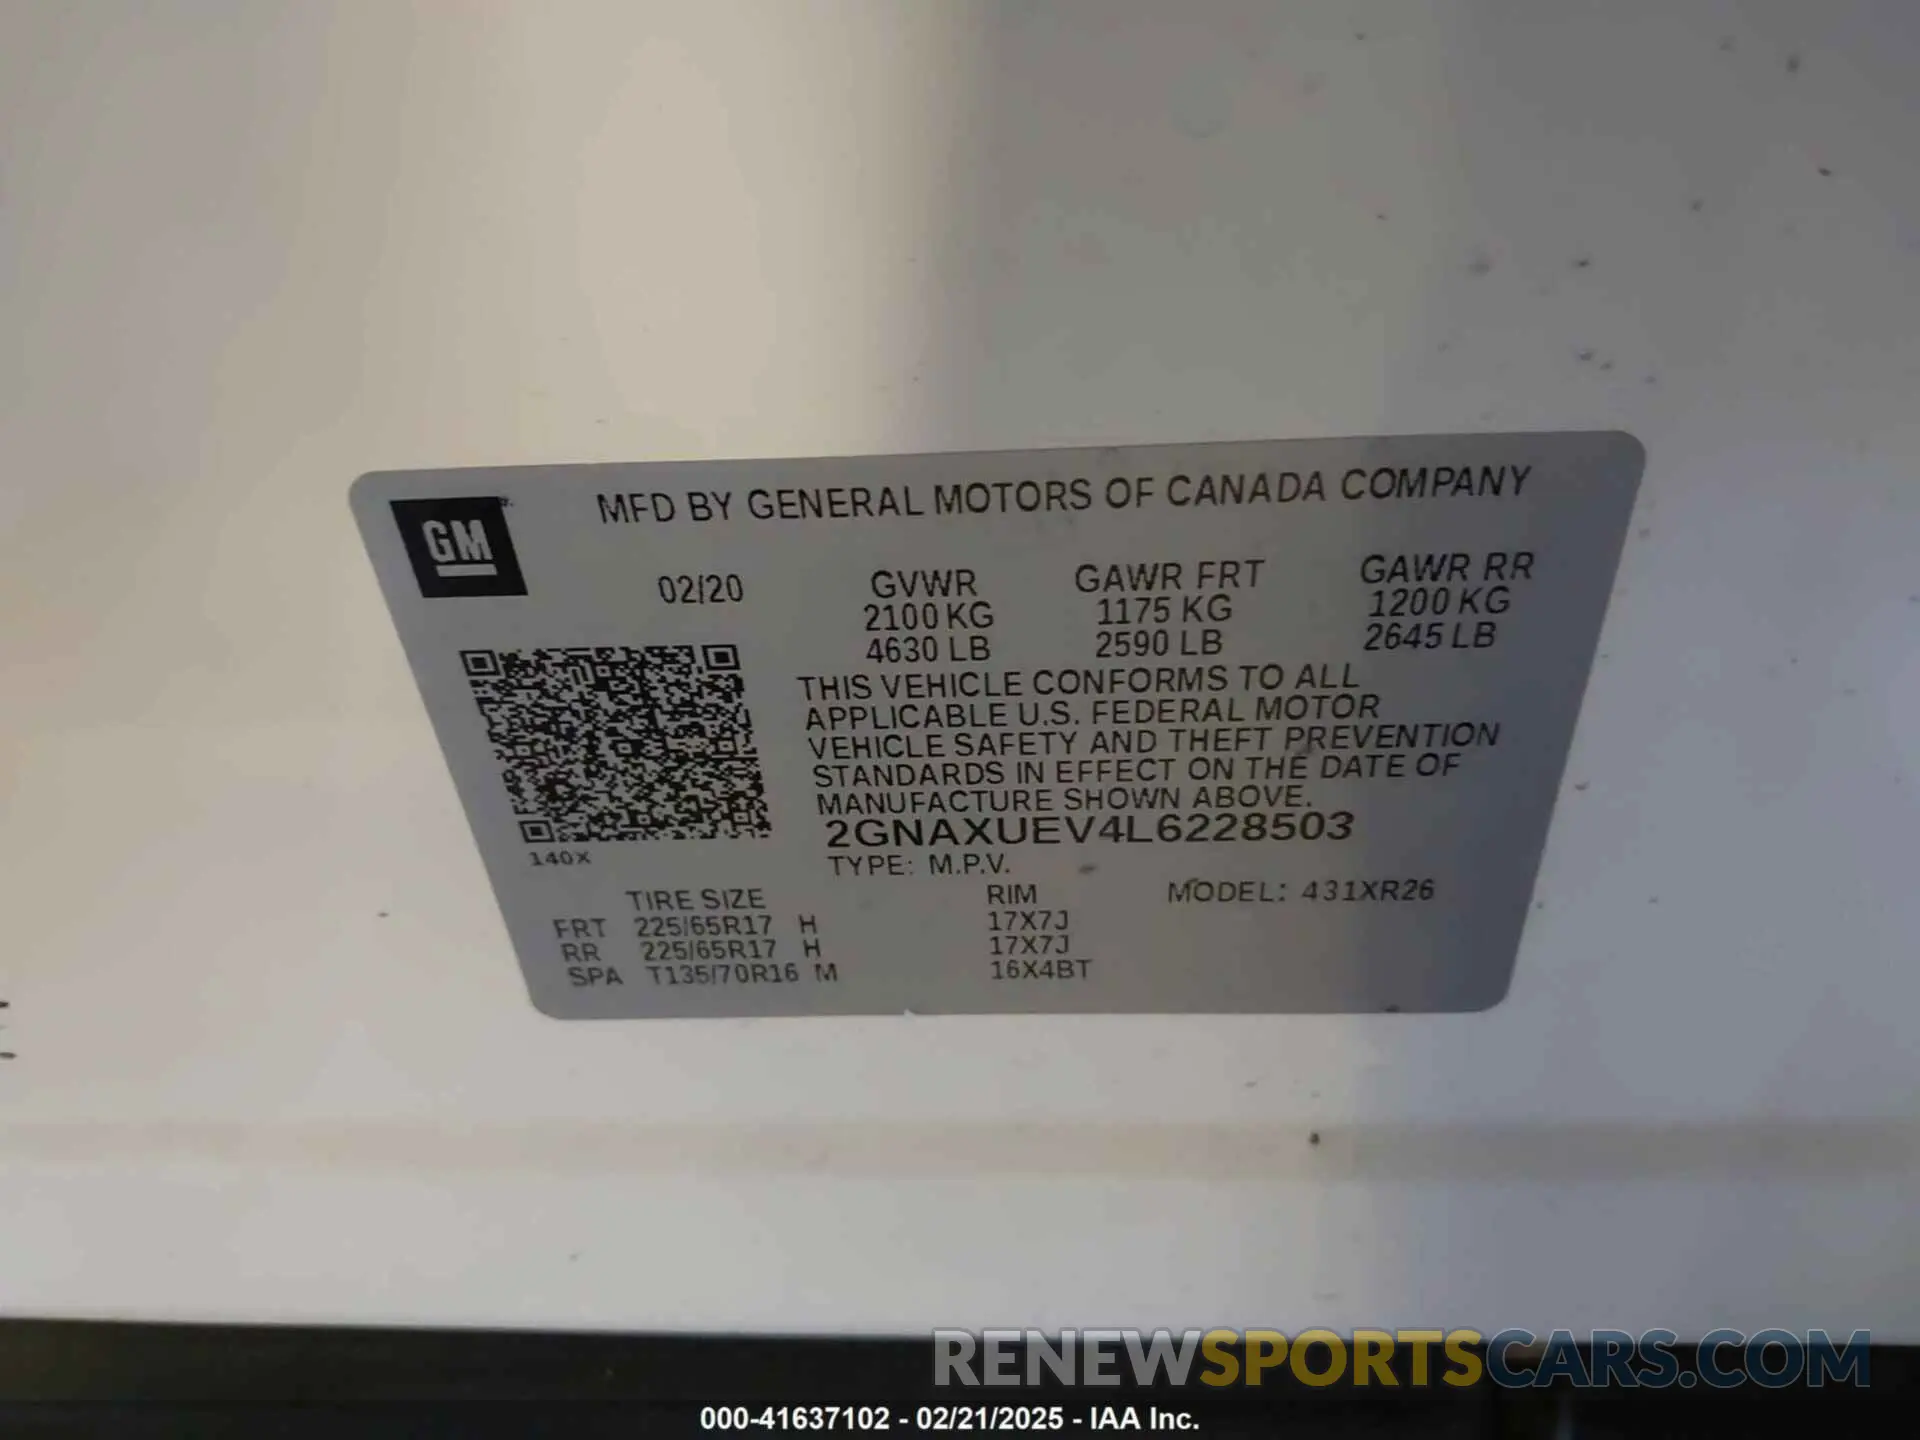 MFD BY GENERAL MOTORS OF CANADA COMPANY
GM
02/20 GVWR GAWR FRT GAWR RR
2100 KG 1175 KG 1200 KG
4630 LB 2590 LB 2645 LB
THIS VEHICLE CONFORMS TO ALL
APPLICABLE U.S. FEDERAL MOTOR
VEHICLE SAFETY AND THEFT PREVENTION
STANDARDS IN EFFECT ON THE DATE OF
MANUFACTURE SHOWN ABOVE.
2GNAXUEV4L6228503
140X
TYPE: M.P.V.
TIRE SIZE RIM MODEL: 431XR26
FRT 225/65R17 H 17X7J
RR 225/65R17 H 17X7J
SPA T135/70R16 M 16X4BT
RENEWSPORTSCARS.COM
000-41637102 - 02/21/2025 - IAA Inc.